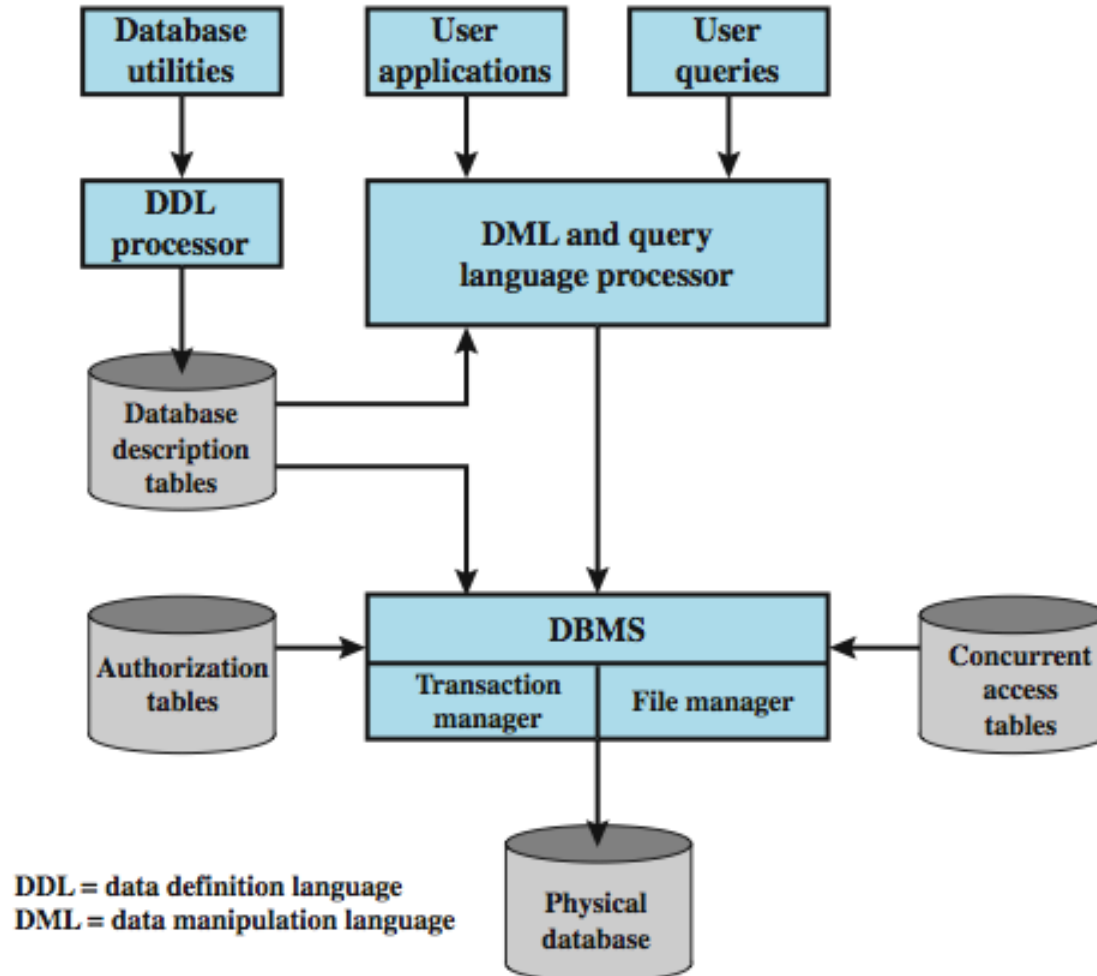 Database
utilities
User
applications
User
queries
DDL
processor
DML and query
language processor
Database
description
tables
DBMS
Authorization
tables
Transaction
manager
File manager
Concurrent
access
tables
DDL = data definition language
DML = data manipulation language
Physical
database